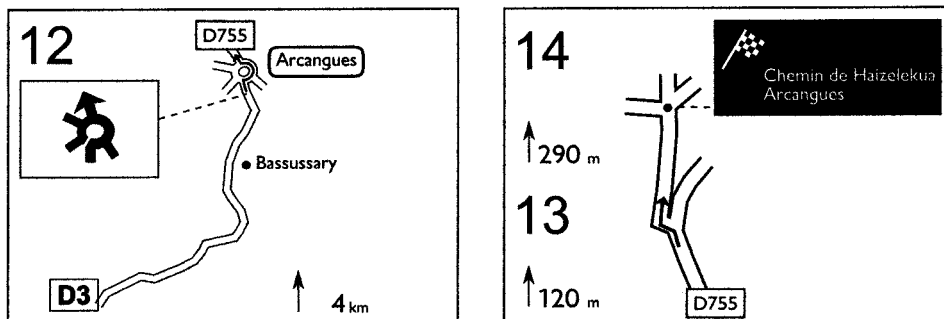 12
D755
Arcangues
Bassussary
D3
4 km
14
Chemin de Haizelekua
Arcangues
290 m
13
120 m
D755